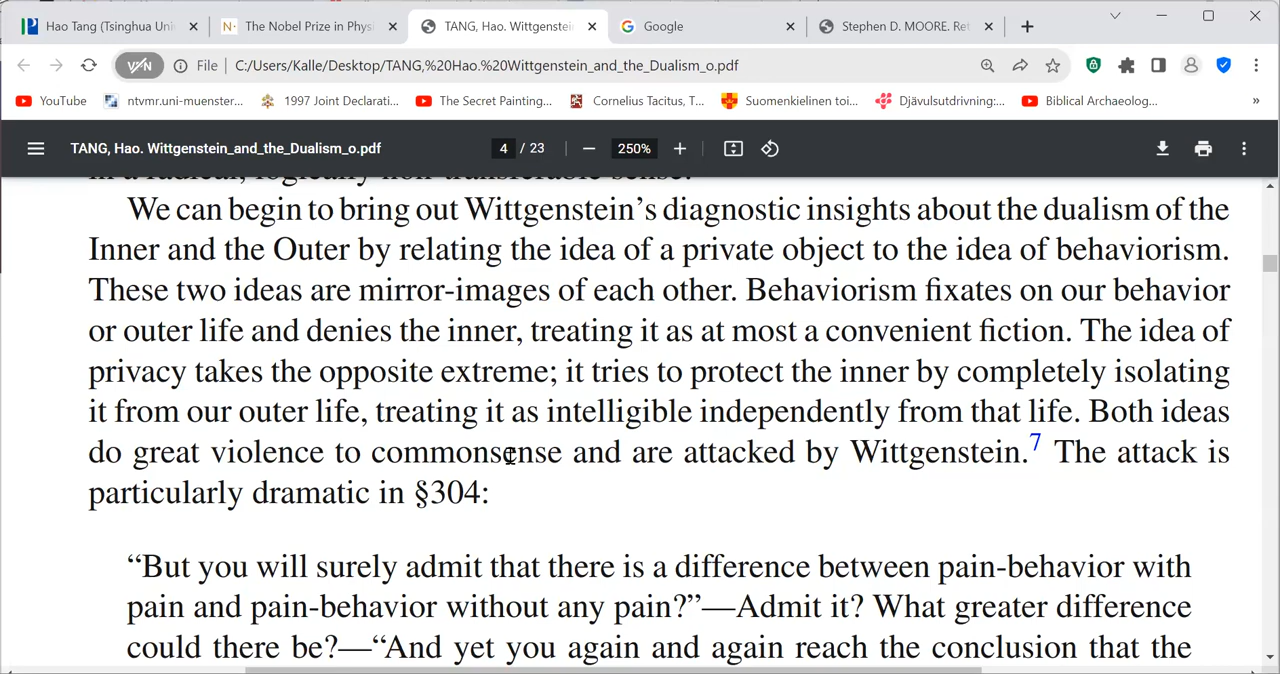 Hao Tang (Tsinghua Uni
The Nobel Prize in Physi
TANG, Hao. Wittgenstein
Google
Stephen D. MOORE. Ret
File
C:/Users/Kalle/Desktop/TANG,%20Hao.%20Wittgenstein_and_the_Dualism_o.pdf
YouTube
ntvmr.uni-muenster...
1997 Joint Declarati...
The Secret Painting...
Cornelius Tacitus, T...
Suomenkielinen toi...
Djävulsutdrivning:...
Biblical Archaeolog...
»
TANG, Hao. Wittgenstein_and_the_Dualism_o.pdf
4 / 23
250%
in a radical, logically non-transferable sense.
We can begin to bring out Wittgenstein's diagnostic insights about the dualism of the
Inner and the Outer by relating the idea of a private object to the idea of behaviorism.
These two ideas are mirror-images of each other. Behaviorism fixates on our behavior
or outer life and denies the inner, treating it as at most a convenient fiction. The idea of
privacy takes the opposite extreme; it tries to protect the inner by completely isolating
it from our outer life, treating it as intelligible independently from that life. Both ideas
do great violence to commonsense and are attacked by Wittgenstein.7 The attack is
particularly dramatic in §304:
“But you will surely admit that there is a difference between pain-behavior with
pain and pain-behavior without any pain?”—Admit it? What greater difference
could there be?—“And yet you again and again reach the conclusion that the